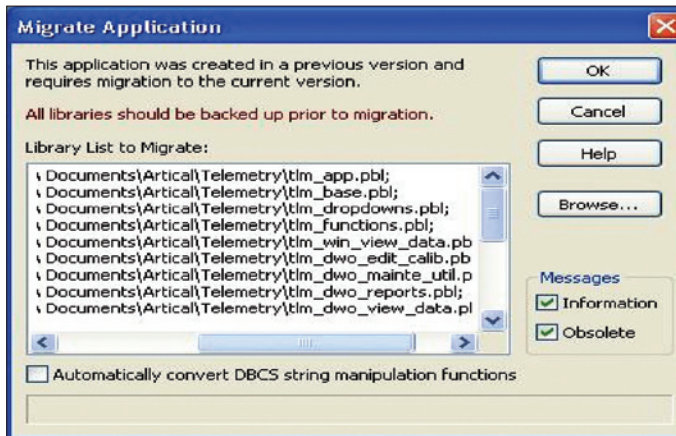 Migrate Application
This application was created in a previous version and
requires migration to the current version.
All libraries should be backed up prior to migration.
Library List to Migrate:
Documents\Artical\Telemetry\tlm_app.pbl;
Documents\Artical\Telemetry\tlm_base.pbl;
Documents\Artical\Telemetry\tlm_dropdowns.pbl;
Documents\Artical\Telemetry\tlm_functions.pbl;
Documents\Artical\Telemetry\tlm_win_view_data.pb
Documents\Artical\Telemetry\tlm_dwo_edit_calib.pb
Documents\Artical\Telemetry\tlm_dwo_mainte_util.p
Documents\Artical\Telemetry\tlm_dwo_reports.pbl;
Documents\Artical\Telemetry\tlm_dwo_view_data.pl
Automatically convert DBCS string manipulation functions
OK
Cancel
Help
Browse...
Messages
Information
Obsolete